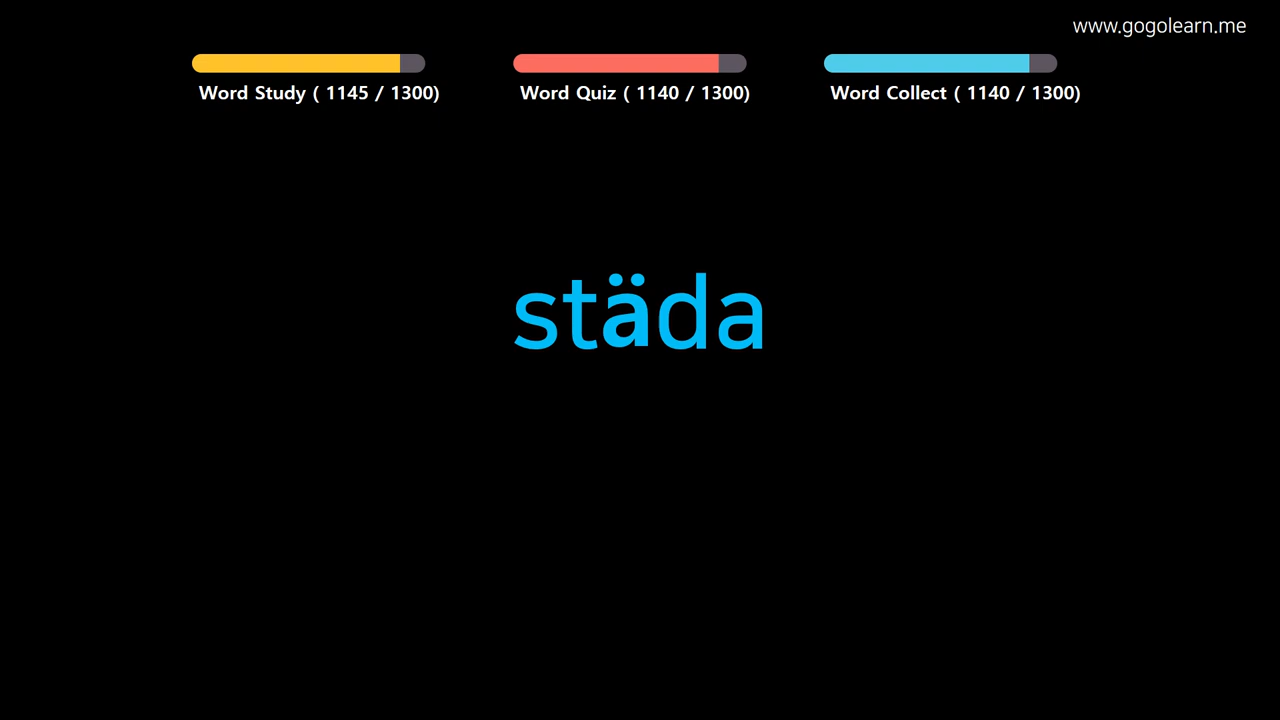 www.gogolearn.me
Word Study ( 1145 / 1300)
Word Quiz ( 1140 / 1300)
Word Collect ( 1140 / 1300)
städa